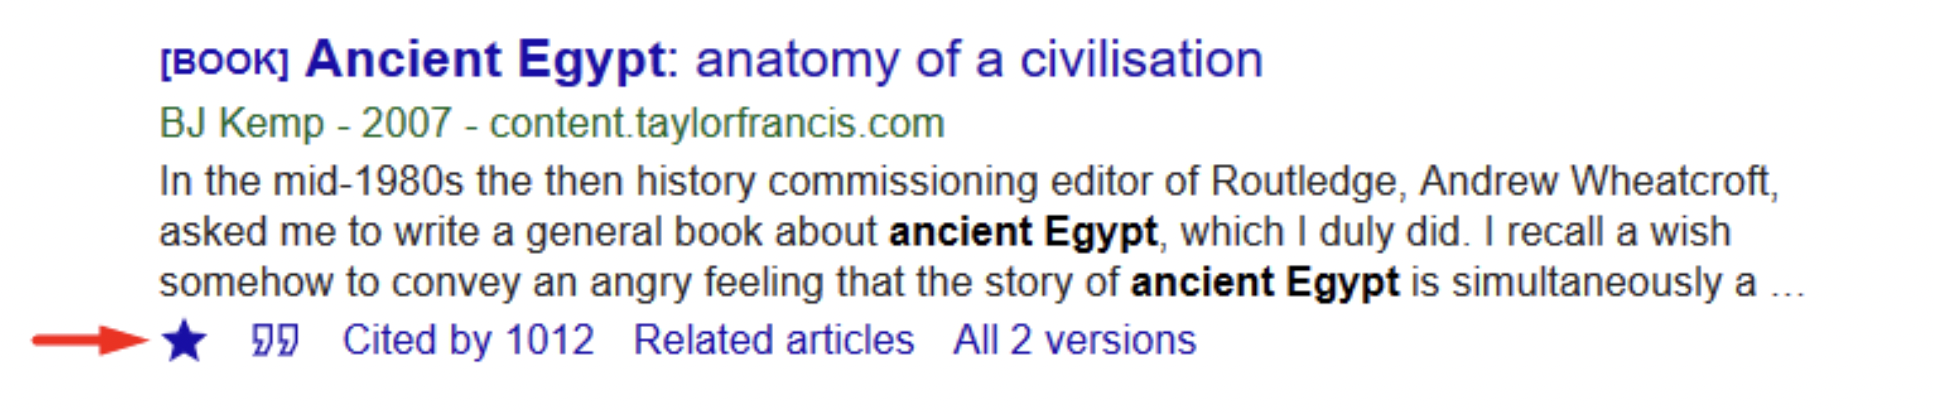 [BOOK] Ancient Egypt: anatomy of a civilisation
BJ Kemp - 2007 - content.taylorfrancis.com
In the mid-1980s the then history commissioning editor of Routledge, Andrew Wheatcroft,
asked me to write a general book about ancient Egypt, which I duly did. I recall a wish
somehow to convey an angry feeling that the story of ancient Egypt is simultaneously a ...
Cited by 1012 Related articles All 2 versions